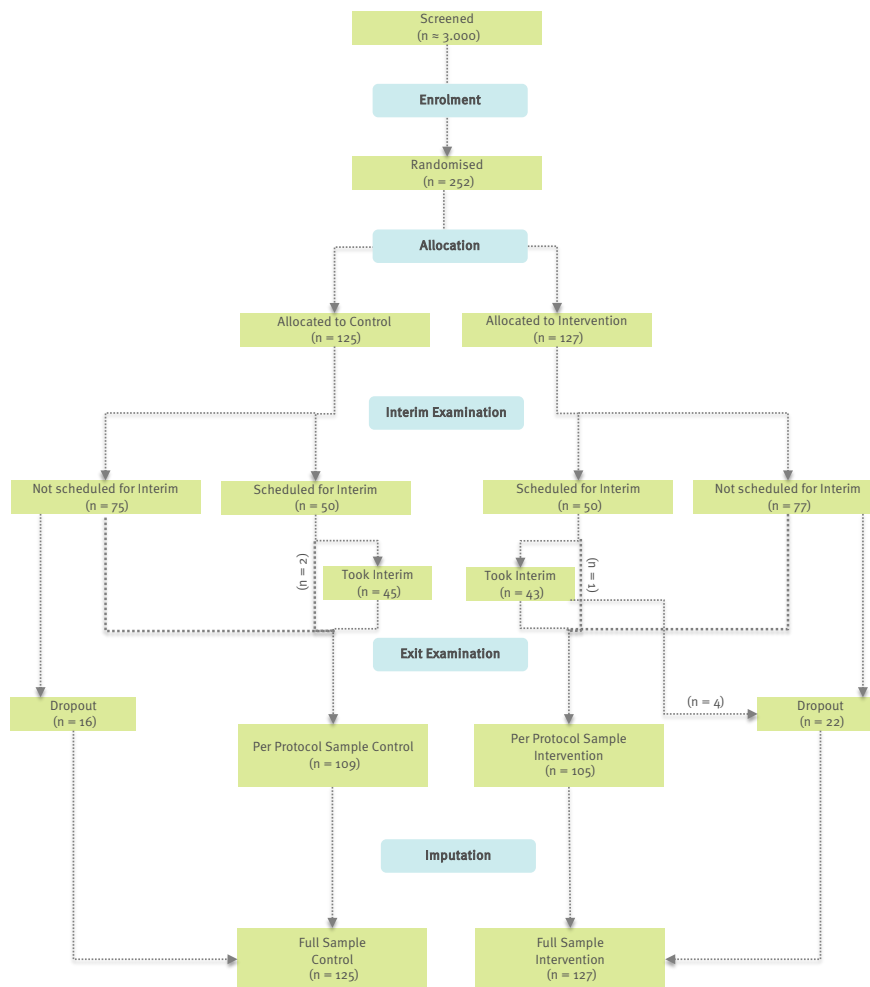 Screened
(n ≈ 3.000)
Enrolment
Randomised
(n = 252)
Allocation
Allocated to Control
(n = 125)
Allocated to Intervention
(n = 127)
Interim Examination
Not scheduled for Interim
(n = 75)
Scheduled for Interim
(n = 50)
Scheduled for Interim
(n = 50)
Not scheduled for Interim
(n = 77)
(n = 2)
Took Interim
(n = 45)
Took Interim
(n = 43)
(n = 1)
Exit Examination
Dropout
(n = 16)
(n = 4)
Dropout
(n = 22)
Per Protocol Sample Control
(n = 109)
Per Protocol Sample
Intervention
(n = 105)
Imputation
Full Sample
Control
(n = 125)
Full Sample
Intervention
(n = 127)